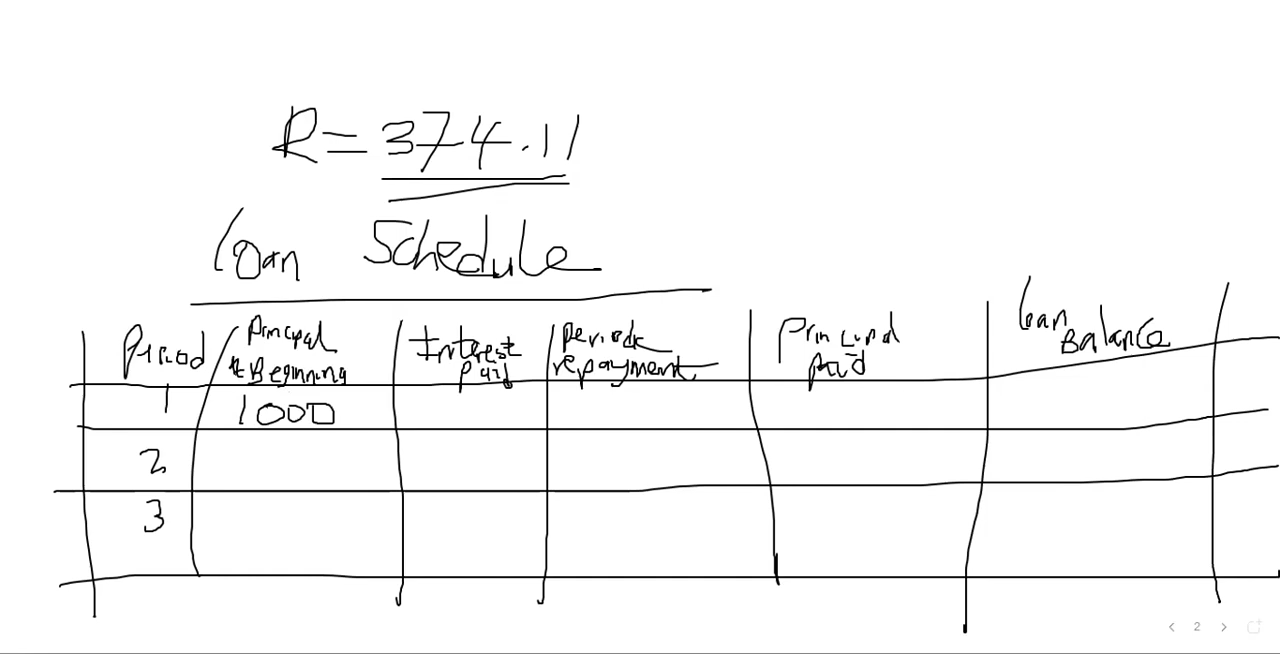 R = 374.11
Loan Schedule
Period
Principal
At Beginning
Interest
paid
Periodic
repayment
Principal
paid
Loan
Balance
1
1000
2
3
2